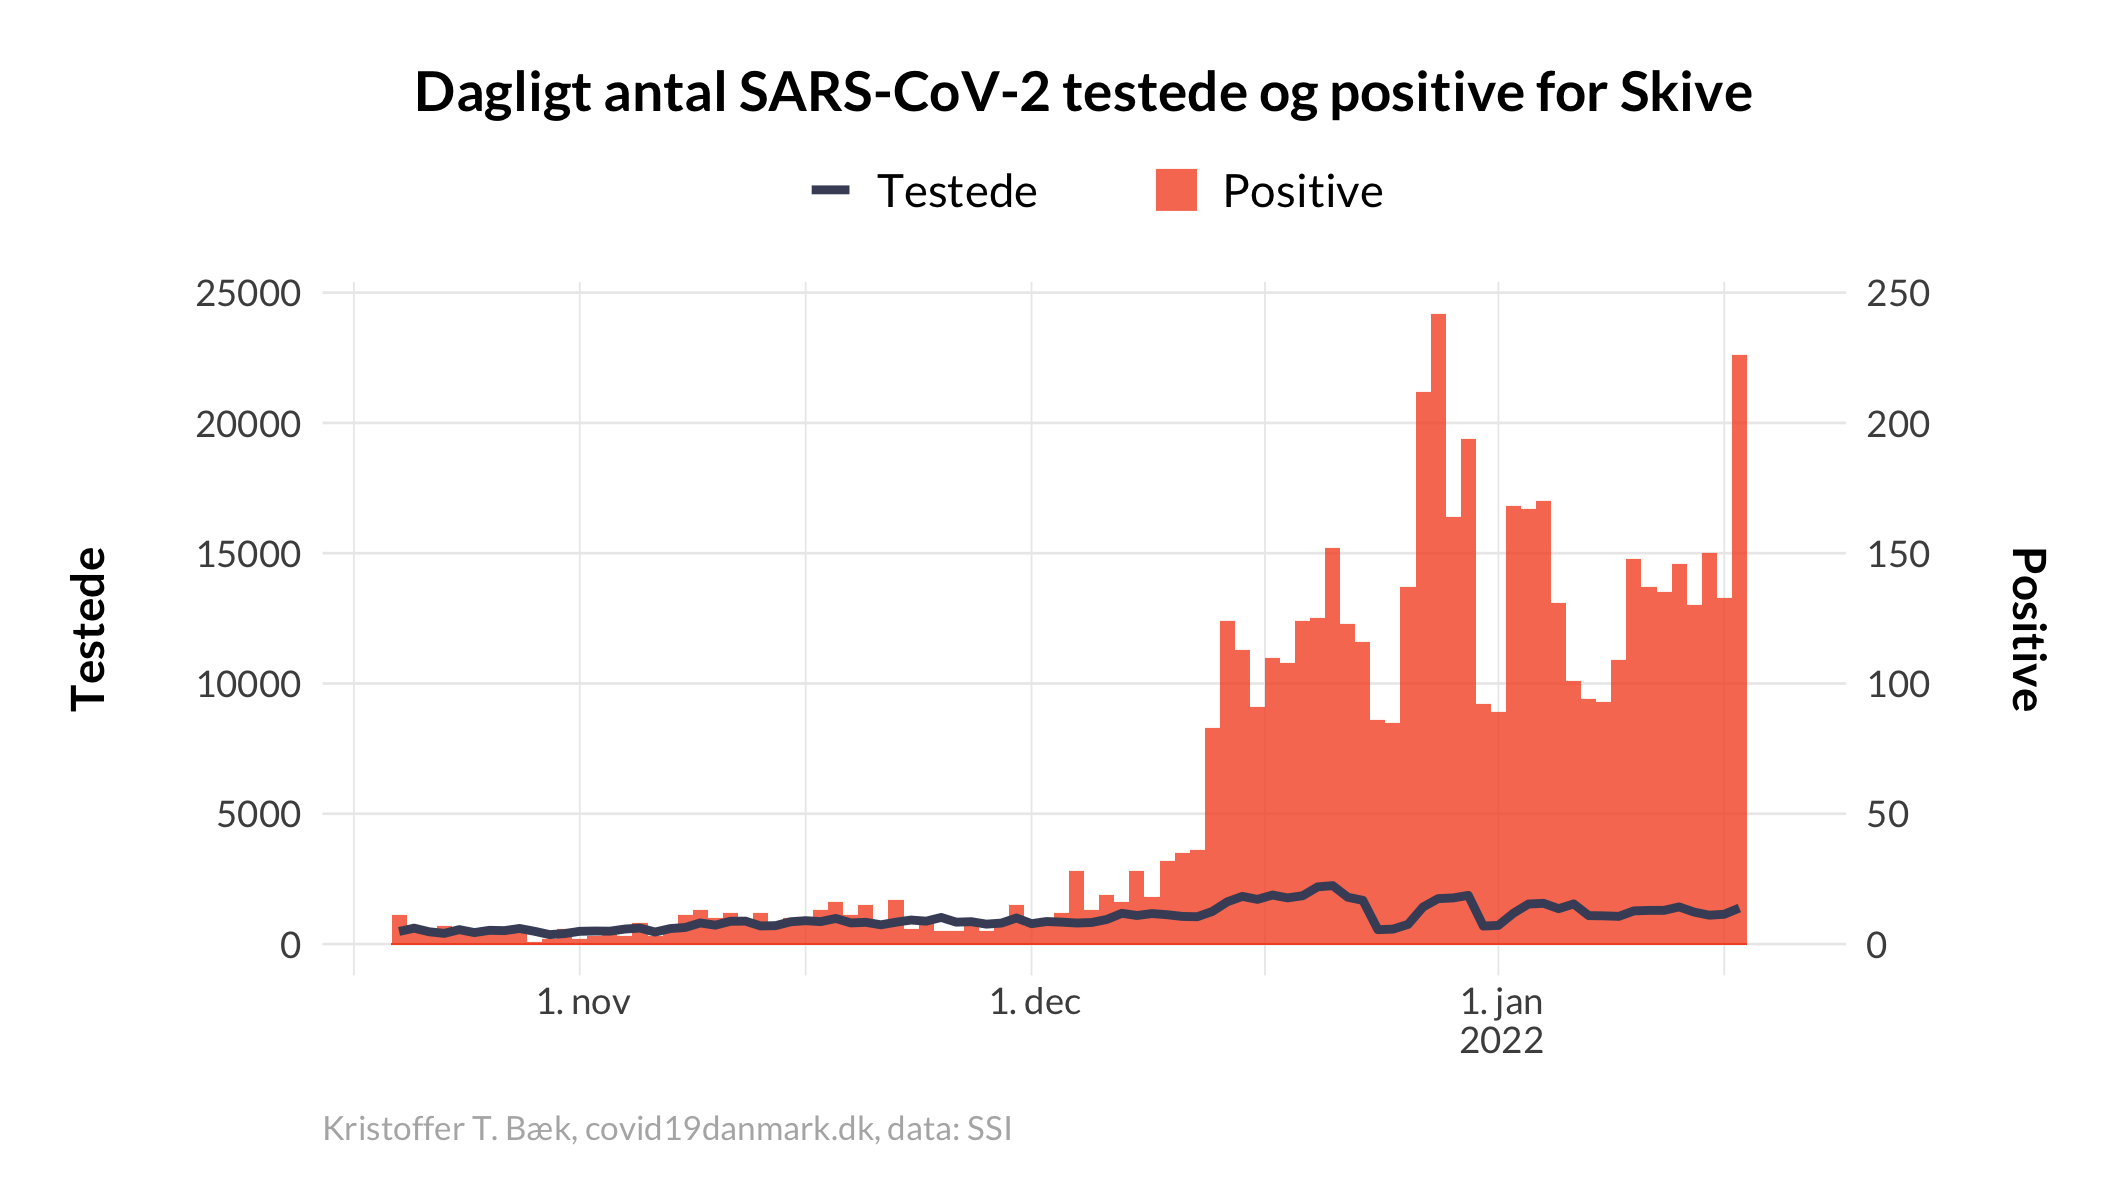 Dagligt antal SARS-CoV-2 testede og positive for Skive
Testede Positive
25000 250
20000 200
15000 150
10000 100
5000 50
0 0
Testede
Positive
1. nov 1. dec 1. jan
2022
Kristoffer T. Bæk, covid19danmark.dk, data: SSI